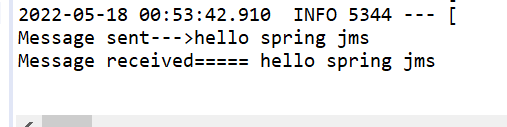 2022-05-18 00:53:42.910  INFO 5344 --- [
Message sent--->hello spring jms
Message received===== hello spring jms